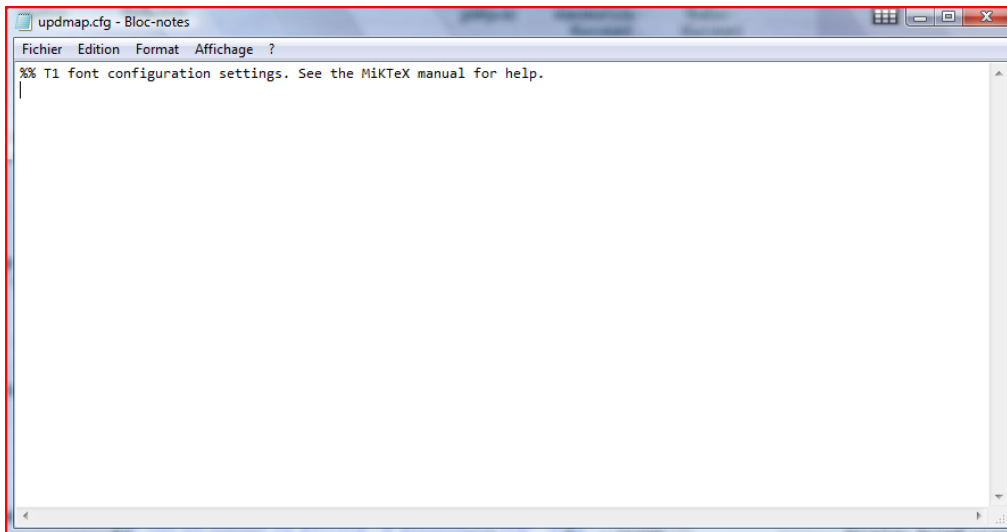 updmap.cfg - Bloc-notes
Fichier Edition Format Affichage ?
%% T1 font configuration settings. See the MiKTeX manual for help.